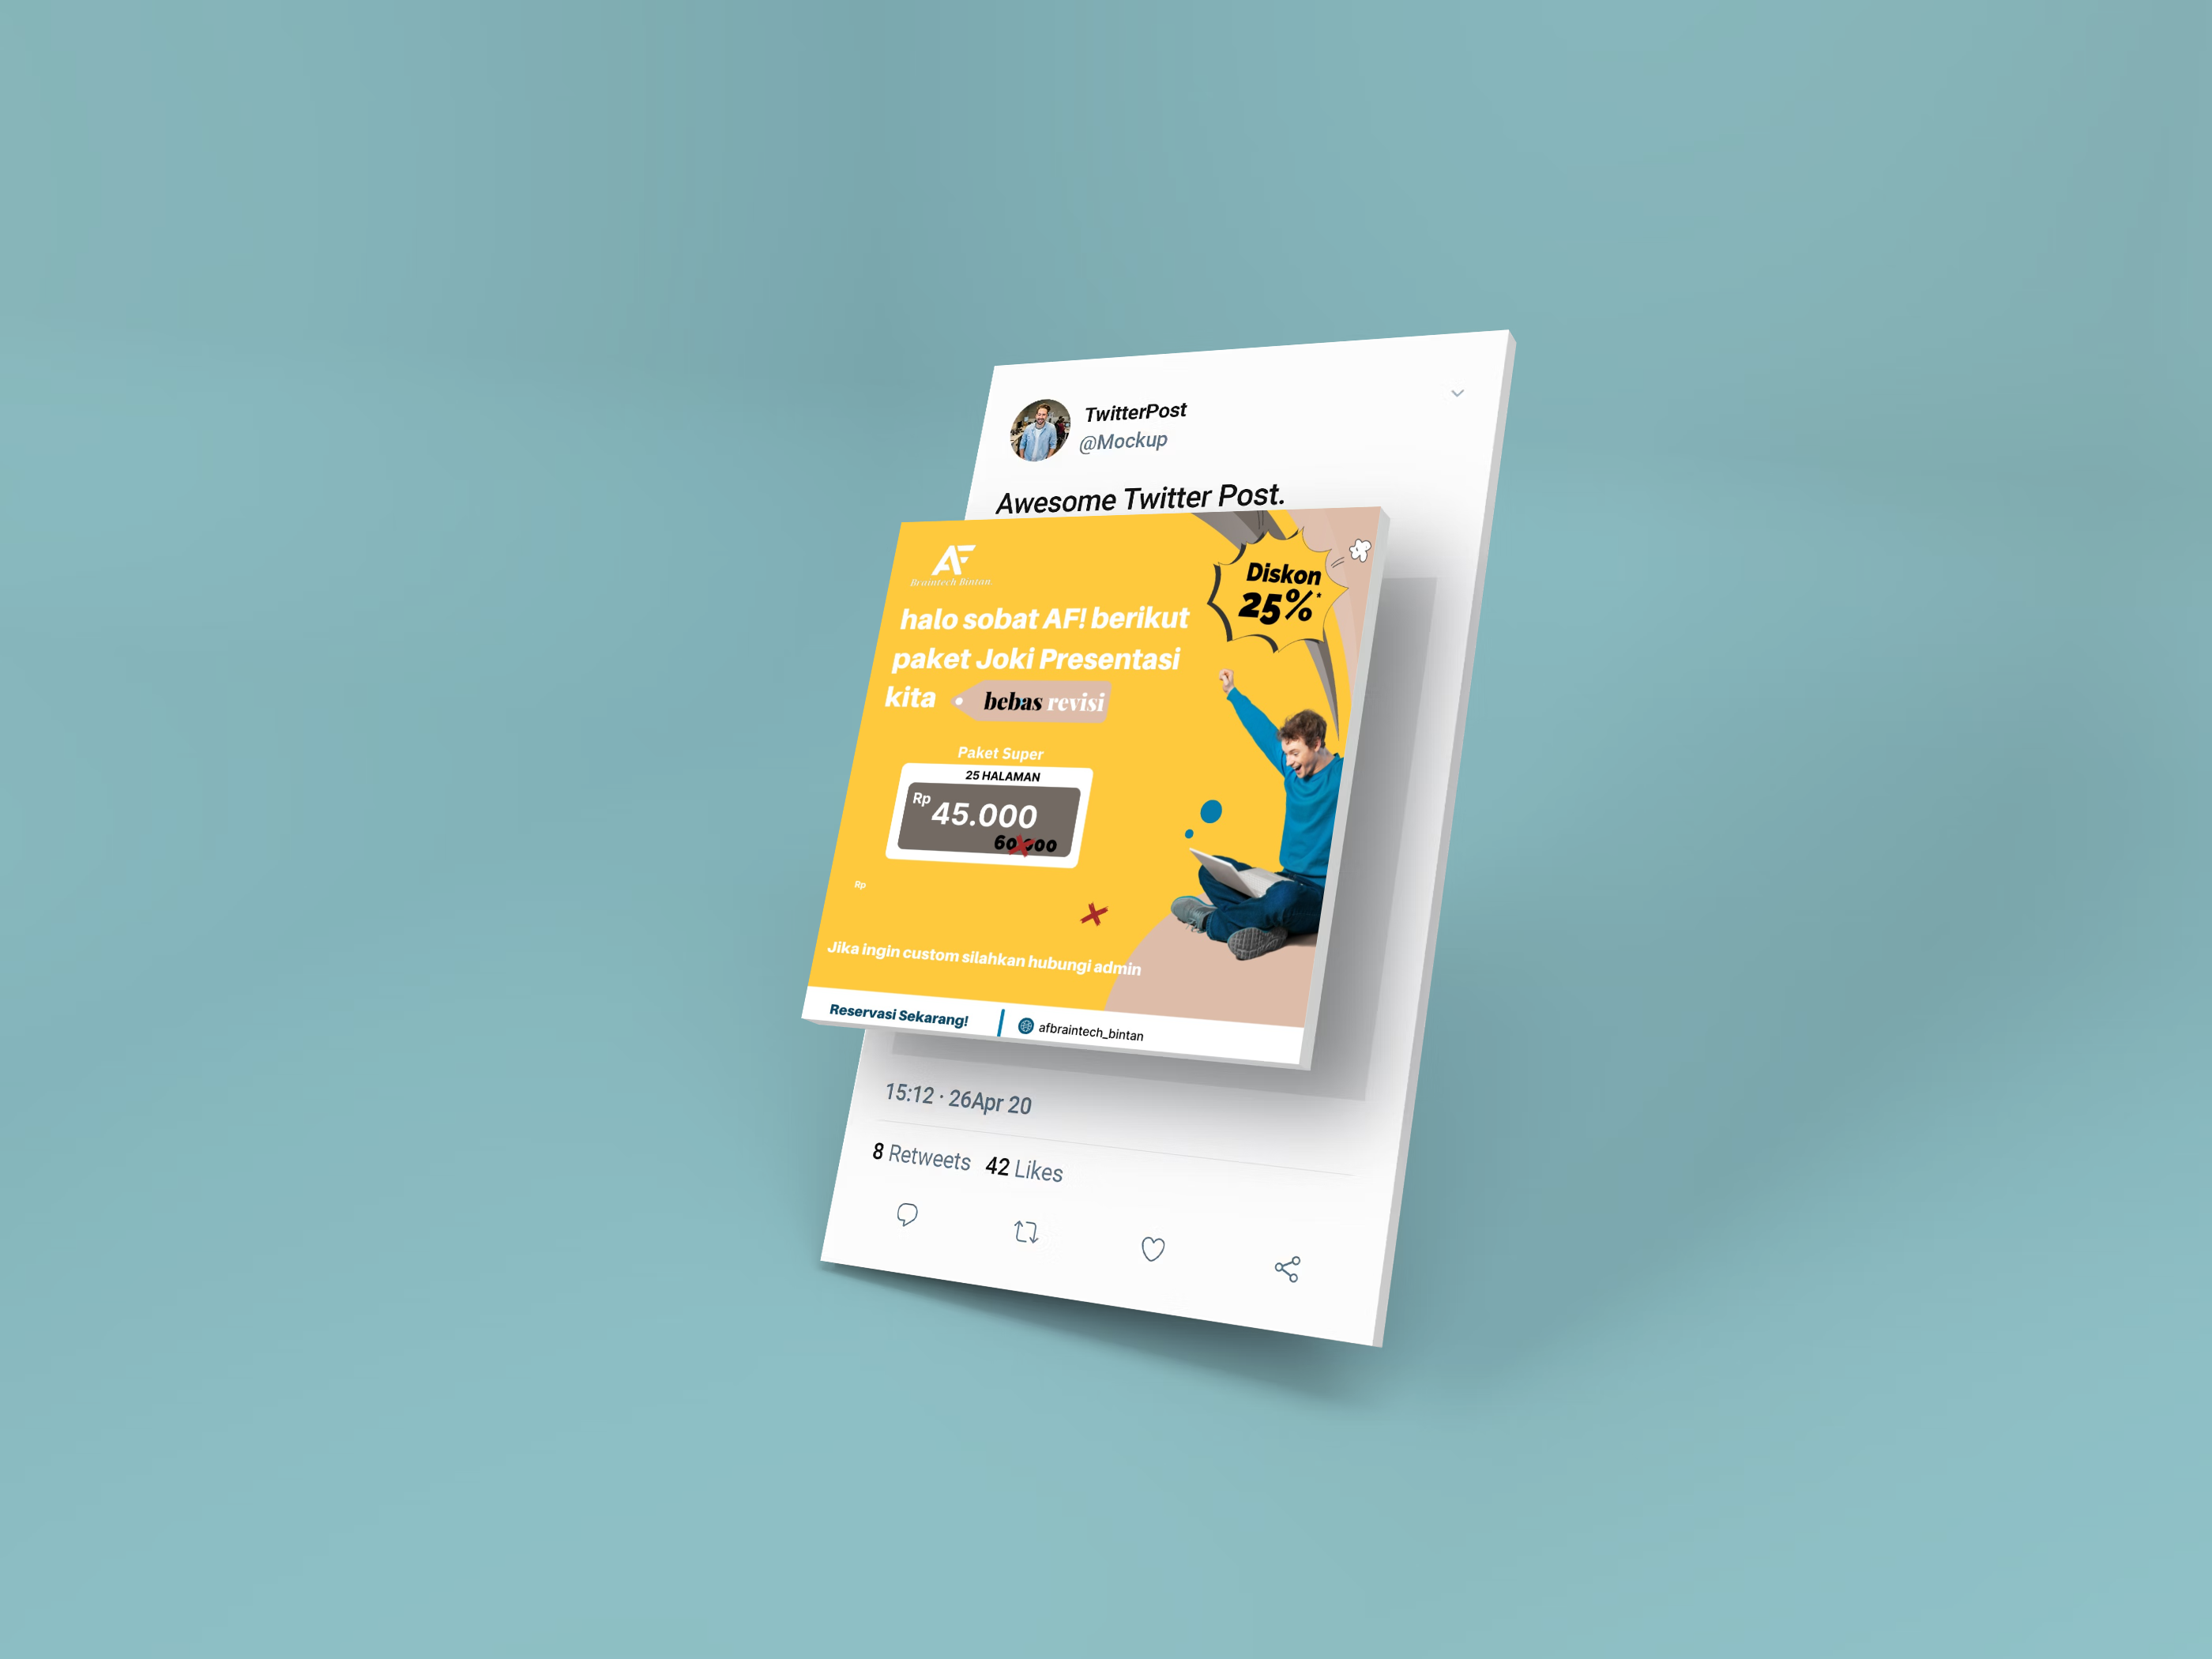 TwitterPost
@Mockup
Awesome Twitter Post.
AF
Braintech Bintan
Diskon
25%*
halo sobat AF! berikut
paket Joki Presentasi
kita
bebas revisi
Paket Super
25 HALAMAN
Rp 45.000
60.000
Rp
Jika ingin custom silahkan hubungi admin
Reservasi Sekarang!
afbraintech_bintan
15:12 · 26Apr 20
8 Retweets 42 Likes